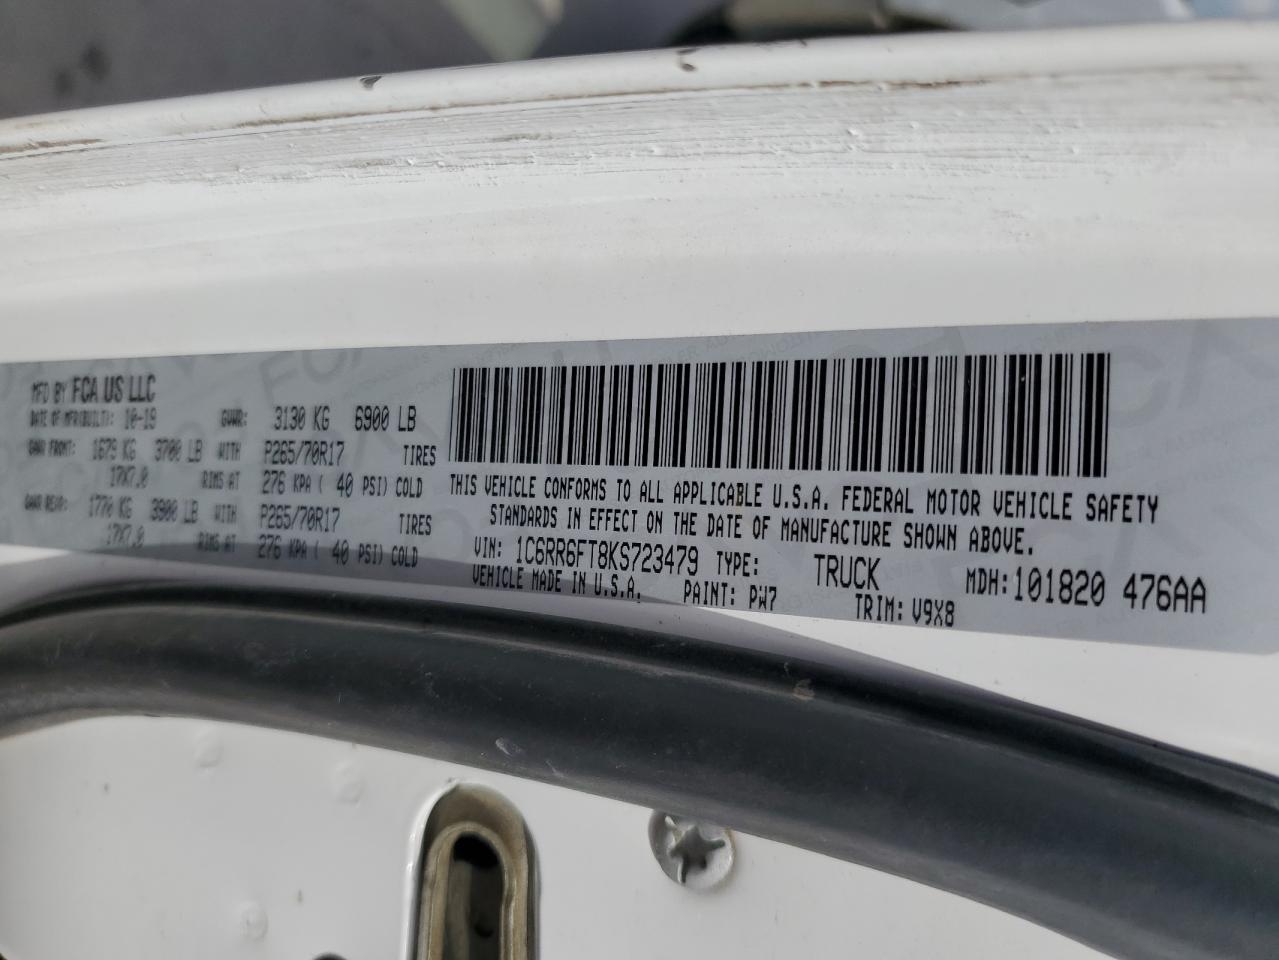 MFD BY FCA US LLC
DATE OF MFR(BUILT): 10-19 GVWR: 3130 KG 6900 LB
GAWR FRONT: 1679 KG 3700 LB WITH P265/70R17 TIRES
17X7.0 RIMS AT 276 KPA ( 40 PSI) COLD
GAWR REAR: 1770 KG 3900 LB WITH P265/70R17 TIRES
17X7.0 RIMS AT 276 KPA ( 40 PSI) COLD
THIS VEHICLE CONFORMS TO ALL APPLICABLE U.S.A. FEDERAL MOTOR VEHICLE SAFETY
STANDARDS IN EFFECT ON THE DATE OF MANUFACTURE SHOWN ABOVE.
VIN: 1C6RR6FT8KS723479 TYPE: TRUCK MDH:101820 476AA
VEHICLE MADE IN U.S.A. PAINT: PW7 TRIM: V9X8